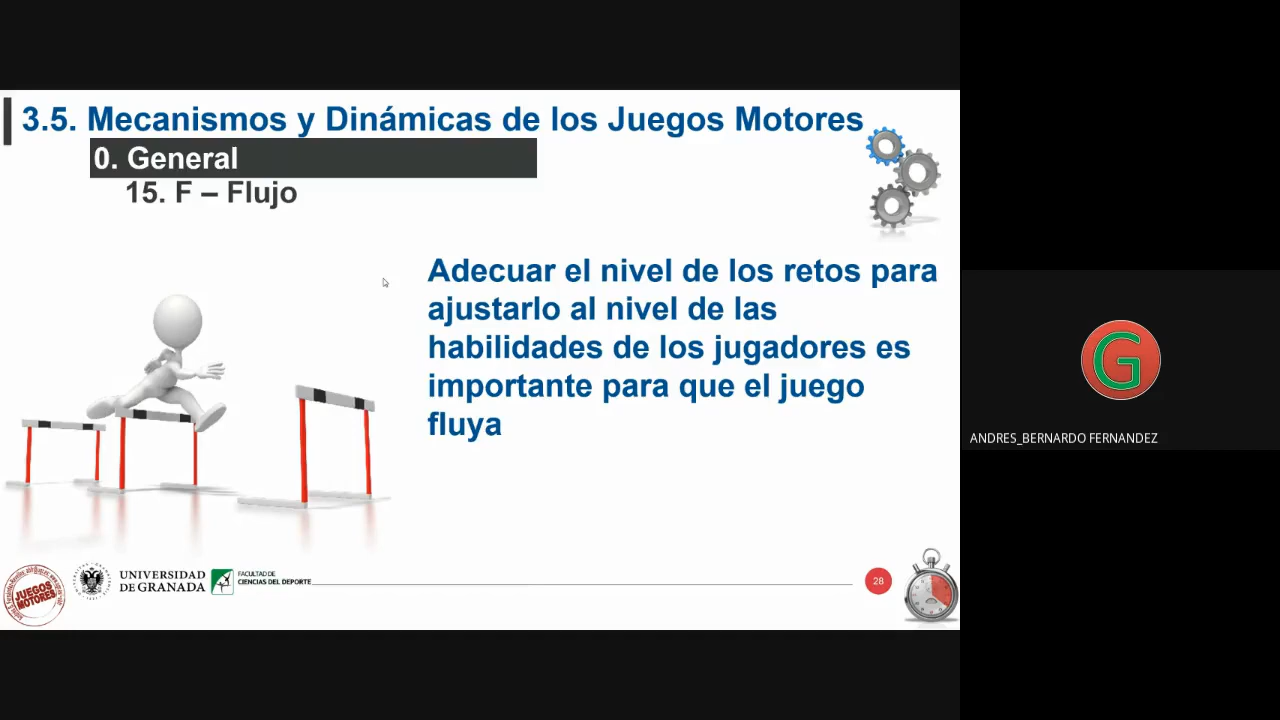 3.5. Mecanismos y Dinámicas de los Juegos Motores
0. General
15. F – Flujo
Adecuar el nivel de los retos para
ajustarlo al nivel de las
habilidades de los jugadores es
importante para que el juego
fluya
G
ANDRES_BERNARDO FERNANDEZ
JUEGOS
MOTORES
UNIVERSIDAD
DE GRANADA
FACULTAD DE
CIENCIAS DEL DEPORTE
28